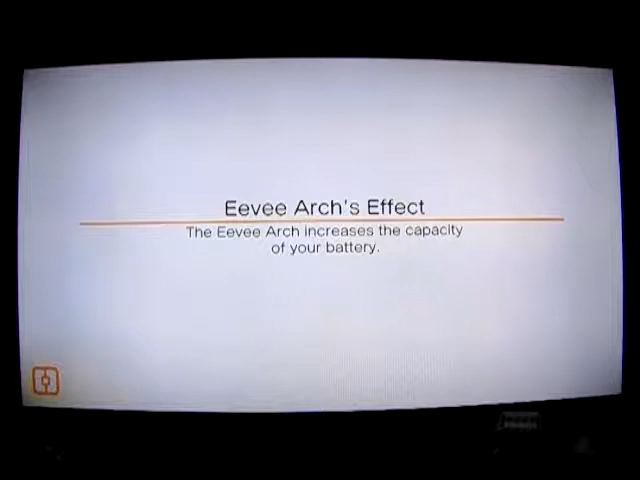 Eevee Arch's Effect
The Eevee Arch increases the capacity
of your battery.